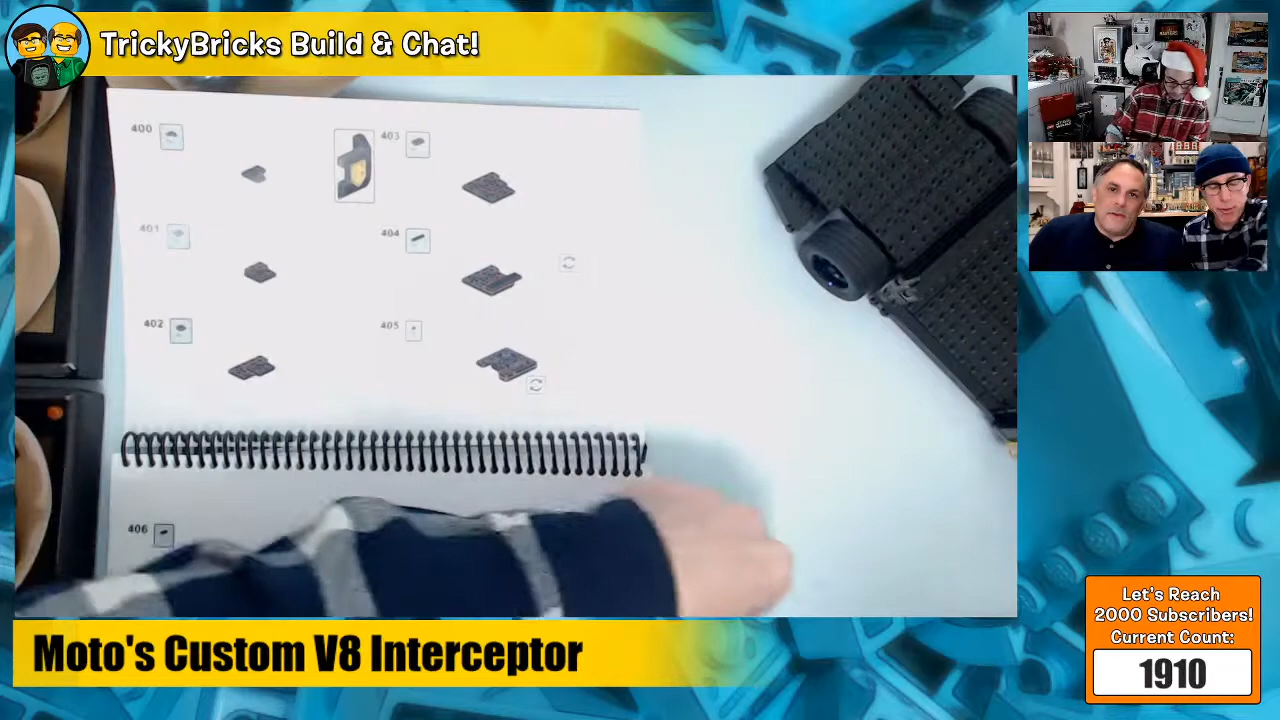 TrickyBricks Build & Chat!
400
403
401
404
402
405
406
Moto's Custom V8 Interceptor
Let's Reach
2000 Subscribers!
Current Count:
1910